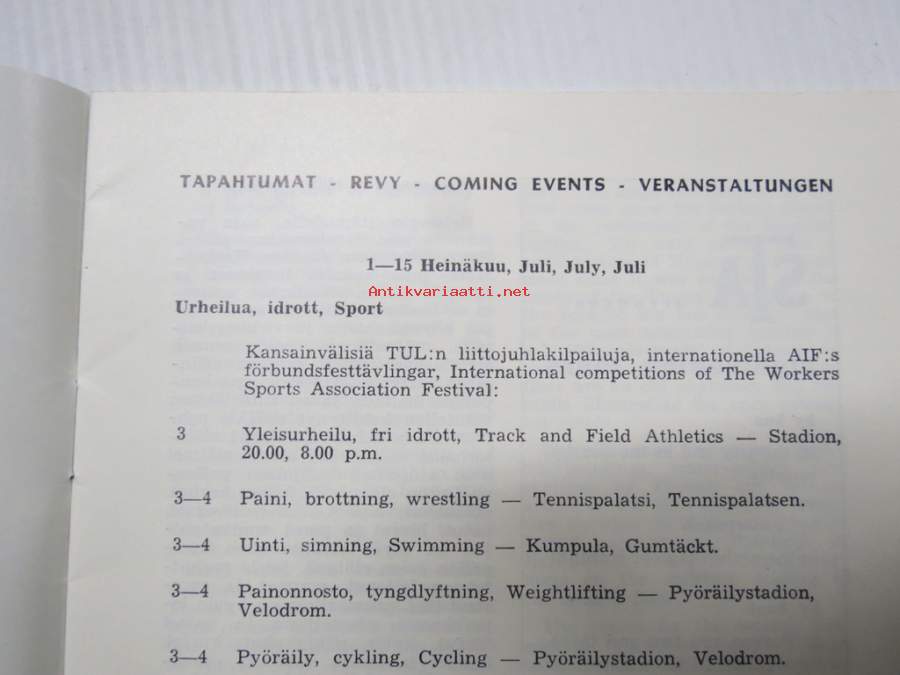 TAPAHTUMAT - REVY - COMING EVENTS - VERANSTALTUNGEN
1—15 Heinäkuu, Juli, July, Juli
Antikvariaatti.net
Urheilua, idrott, Sport
Kansainvälisiä TUL:n liittojuhlakilpailuja, internationella AIF:s
förbundsfesttävlingar, International competitions of The Workers
Sports Association Festival:
3 Yleisurheilu, fri idrott, Track and Field Athletics — Stadion,
20.00, 8.00 p.m.
3—4 Paini, brottning, wrestling — Tennispalatsi, Tennispalatsen.
3—4 Uinti, simning, Swimming — Kumpula, Gumtäckt.
3—4 Painonnosto, tyngdlyftning, Weightlifting — Pyöräilystadion,
Velodrom.
3—4 Pyöräily, cykling, Cycling — Pyöräilystadion, Velodrom.